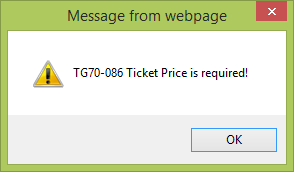 Message from webpage
TG70-086 Ticket Price is required!
OK